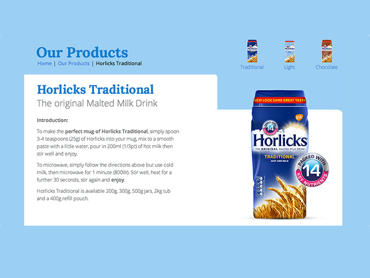 Our Products
Home | Our Products | Horlicks Traditional
Traditional
Light
Chocolate
Horlicks Traditional
The original Malted Milk Drink
Introduction:
To make the perfect mug of Horlicks Traditional, simply spoon
3-4 teaspoons (25g) of Horlicks into your mug, mix to a smooth
paste with a little water, pour in 200ml (1/3pt) of hot milk then
stir well and enjoy.
To microwave, simply follow the directions above but use cold
milk, then microwave for 1 minute (800W). Stir well, heat for a
further 30 seconds, stir again and enjoy.
Horlicks Traditional is available 200g, 300g, 500g jars, 2kg tub
and a 400g refill pouch.
NEW LOOK SAME GREAT TASTE
14
Horlicks
THE ORIGINAL MALTED MILK DRINK
TRADITIONAL
PACKED WITH
14
KEY NUTRIENTS